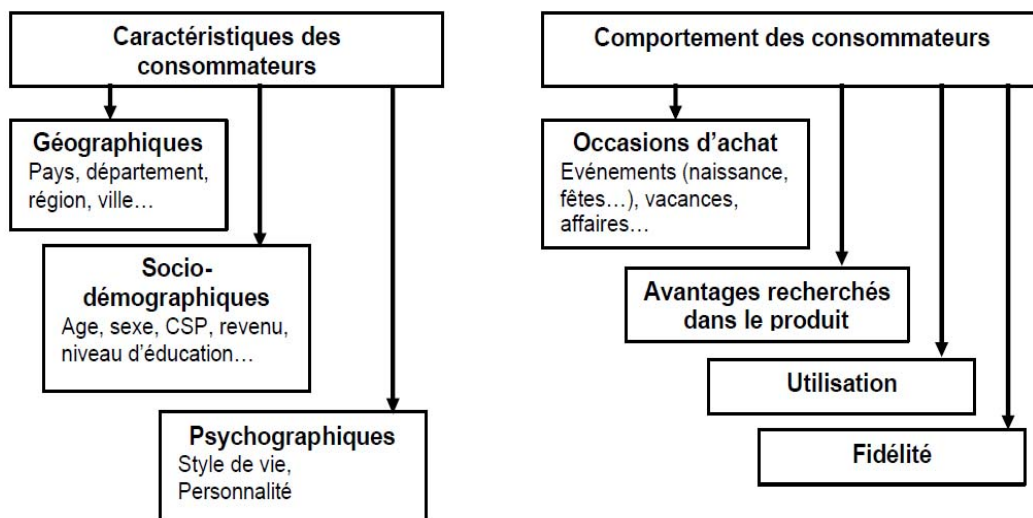 Caractéristiques des
consommateurs
Géographiques
Pays, département,
région, ville…
Socio-
démographiques
Age, sexe, CSP, revenu,
niveau d’éducation…
Psychographiques
Style de vie,
Personnalité
Comportement des consommateurs
Occasions d’achat
Evénements (naissance,
fêtes…), vacances,
affaires…
Avantages recherchés
dans le produit
Utilisation
Fidélité